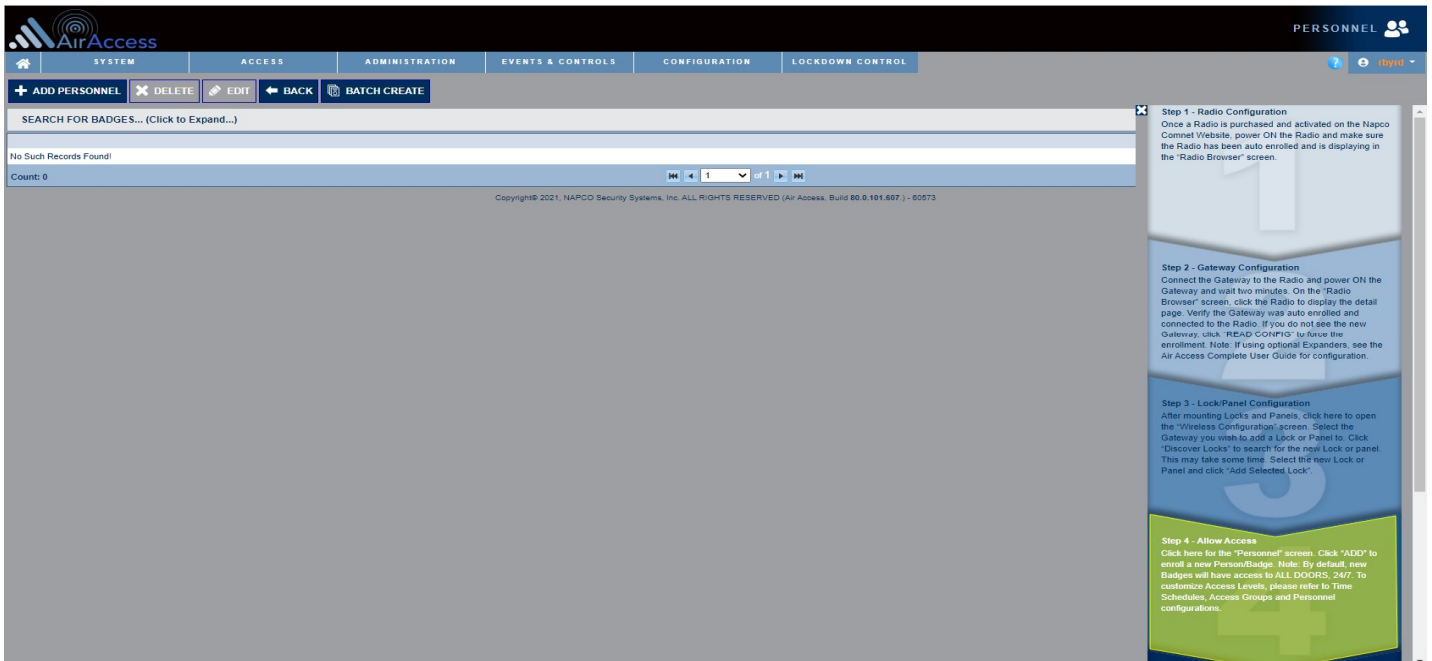 AirAccess
PERSONNEL
SYSTEM
ACCESS
ADMINISTRATION
EVENTS & CONTROLS
CONFIGURATION
LOCKDOWN CONTROL
? rbyrd
ADD PERSONNEL
DELETE
EDIT
BACK
BATCH CREATE
SEARCH FOR BADGES... (Click to Expand...)
No Such Records Found!
Count: 0
1 of 1
Copyright© 2021, NAPCO Security Systems, Inc. ALL RIGHTS RESERVED (Air Access, Build 80.0.101.607.) - 60573
1
Step 1 - Radio Configuration
Once a Radio is purchased and activated on the Napco
Comnet Website, power ON the Radio and make sure
the Radio has been auto enrolled and is displaying in
the "Radio Browser" screen.
2
Step 2 - Gateway Configuration
Connect the Gateway to the Radio and power ON the
Gateway and wait two minutes. On the "Radio
Browser" screen, click the Radio to display the detail
page. Verify the Gateway was auto enrolled and
connected to the Radio. If you do not see the new
Gateway, click "READ CONFIG" to force the
enrollment. Note: If using optional Expanders, see the
Air Access Complete User Guide for configuration.
3
Step 3 - Lock/Panel Configuration
After mounting Locks and Panels, click here to open
the "Wireless Configuration" screen. Select the
Gateway you wish to add a Lock or Panel to. Click
"Discover Locks" to search for the new Lock or panel.
This may take some time. Select the new Lock or
Panel and click "Add Selected Lock".
4
Step 4 - Allow Access
Click here for the "Personnel" screen. Click "ADD" to
enroll a new Person/Badge. Note: By default, new
Badges will have access to ALL DOORS, 24/7. To
customize Access Levels, please refer to Time
Schedules, Access Groups and Personnel
configurations.